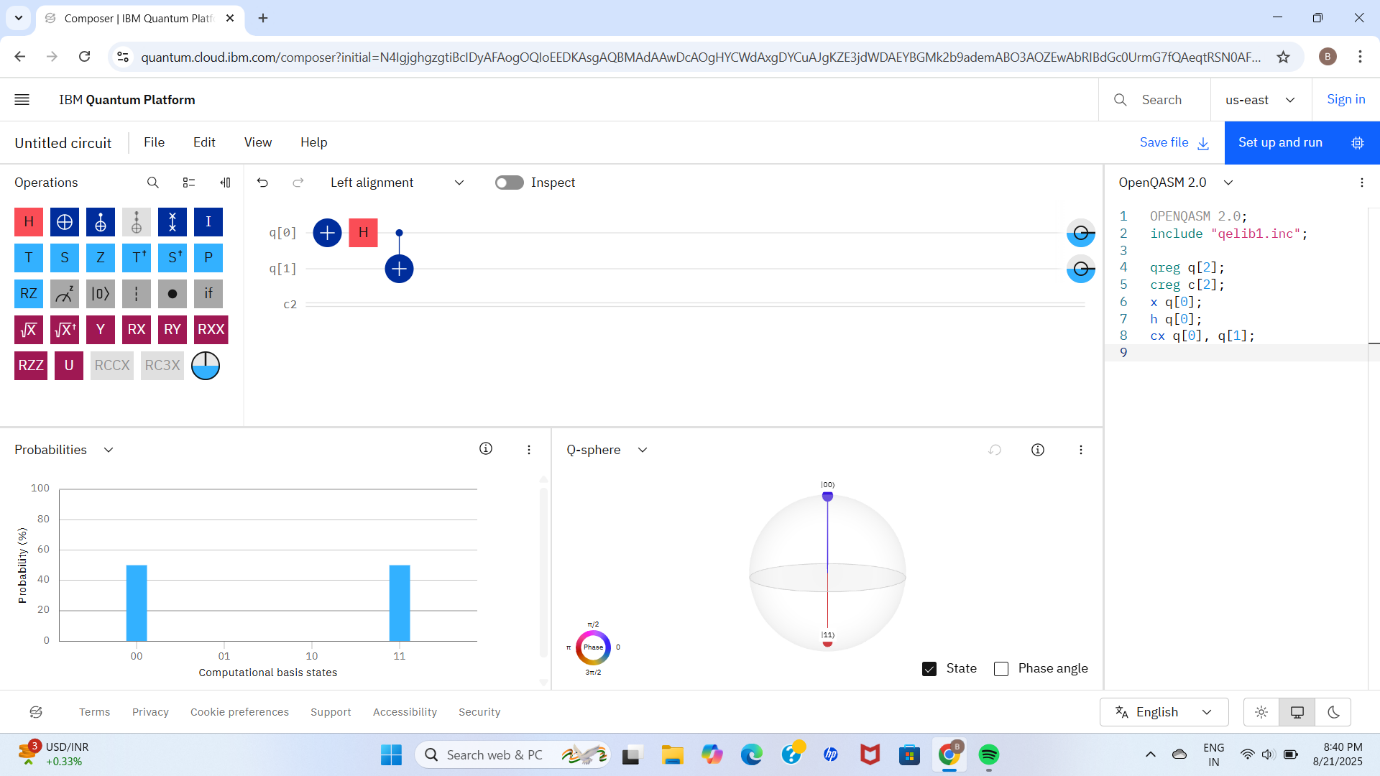 Composer | IBM Quantum Platf
quantum.cloud.ibm.com/composer?initial=N4IgjghgzgtiBcIDyAFAogOQIoEEDKAsgAQBMAdAAwDcAOgHYCWdAxgDYCuAJgKZE3jdWDAEYBGMk2b9ademABO3AOZEwAbRIBdGc0UrmG7fQAeqtRSN0AF...
B
IBM Quantum Platform
Search
us-east
Sign in
Untitled circuit
File
Edit
View
Help
Save file
Set up and run
Operations
Left alignment
Inspect
OpenQASM 2.0
H
I
T S Z T† S† P
RZ z |0⟩ if
√X √X† Y RX RY RXX
RZZ U RCCX RC3X
q[0] H
q[1]
c2
1 OPENQASM 2.0;
2 include "qelib1.inc";
3
4 qreg q[2];
5 creg c[2];
6 x q[0];
7 h q[0];
8 cx q[0], q[1];
9
Probabilities
100
80
60
40
20
0
Probability (%)
00 01 10 11
Computational basis states
Q-sphere
|00⟩
|11⟩
π/2
π Phase 0
3π/2
State
Phase angle
Terms
Privacy
Cookie preferences
Support
Accessibility
Security
English
3
USD/INR
+0.33%
Search web & PC
hp
B
ENG
IN
8:40 PM
8/21/2025